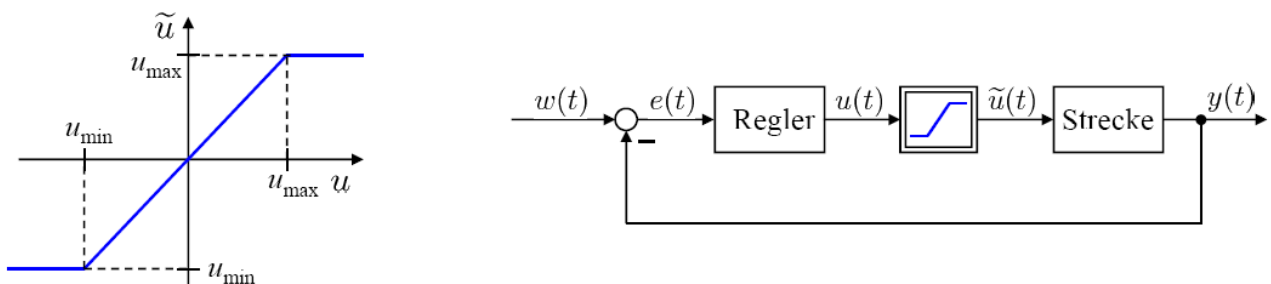 ũ
u_max
u_min
u_max
u
u_min
w(t)
e(t)
Regler
u(t)
ũ(t)
Strecke
y(t)
−